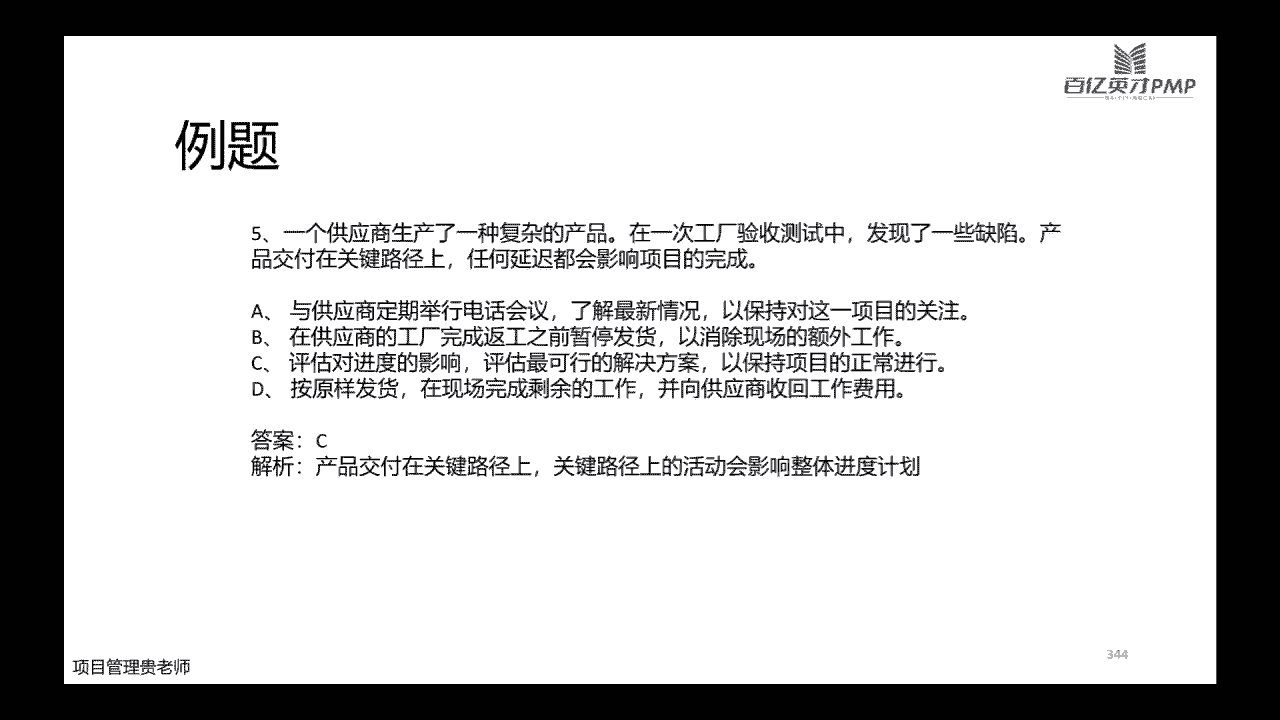 百亿英才PMP
例题
5、一个供应商生产了一种复杂的产品。在一次工厂验收测试中，发现了一些缺陷。产
品交付在关键路径上，任何延迟都会影响项目的完成。
A、 与供应商定期举行电话会议，了解最新情况，以保持对这一项目的关注。
B、 在供应商的工厂完成返工之前暂停发货，以消除现场的额外工作。
C、 评估对进度的影响，评估最可行的解决方案，以保持项目的正常进行。
D、 按原样发货，在现场完成剩余的工作，并向供应商收回工作费用。
答案：C
解析：产品交付在关键路径上，关键路径上的活动会影响整体进度计划
344
项目管理贵老师